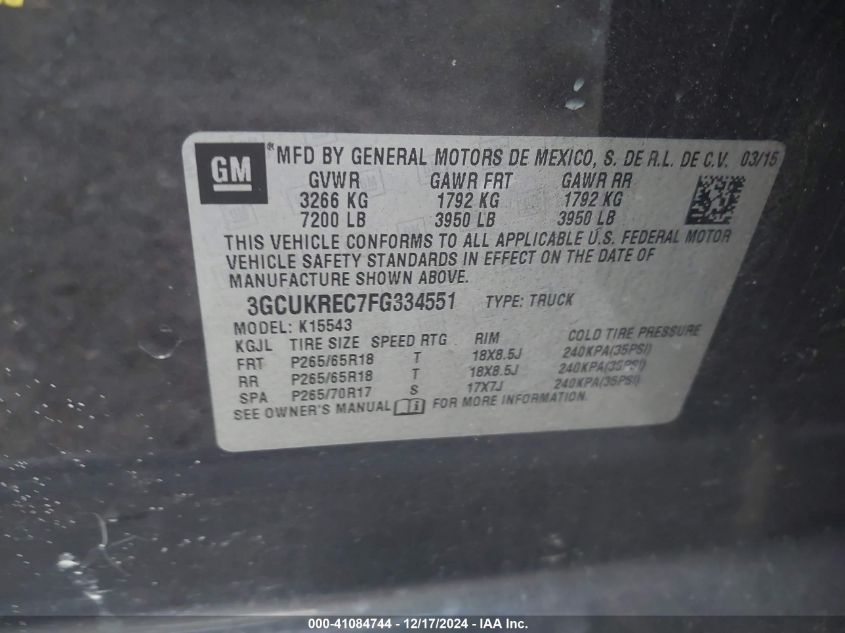 GM
® MFD BY GENERAL MOTORS DE MEXICO, S. DE R.L. DE C.V. 03/15
GVWR GAWR FRT GAWR RR
3266 KG 1792 KG 1792 KG
7200 LB 3950 LB 3950 LB
THIS VEHICLE CONFORMS TO ALL APPLICABLE U.S. FEDERAL MOTOR
VEHICLE SAFETY STANDARDS IN EFFECT ON THE DATE OF
MANUFACTURE SHOWN ABOVE.
3GCUKREC7FG334551 TYPE: TRUCK
MODEL: K15543
KGJL TIRE SIZE SPEED RTG RIM COLD TIRE PRESSURE
FRT P265/65R18 T 18X8.5J 240KPA(35PSI)
RR P265/65R18 T 18X8.5J 240KPA(35PSI)
SPA P265/70R17 S 17X7J 240KPA(35PSI)
SEE OWNER'S MANUAL FOR MORE INFORMATION.
000-41084744 - 12/17/2024 - IAA Inc.